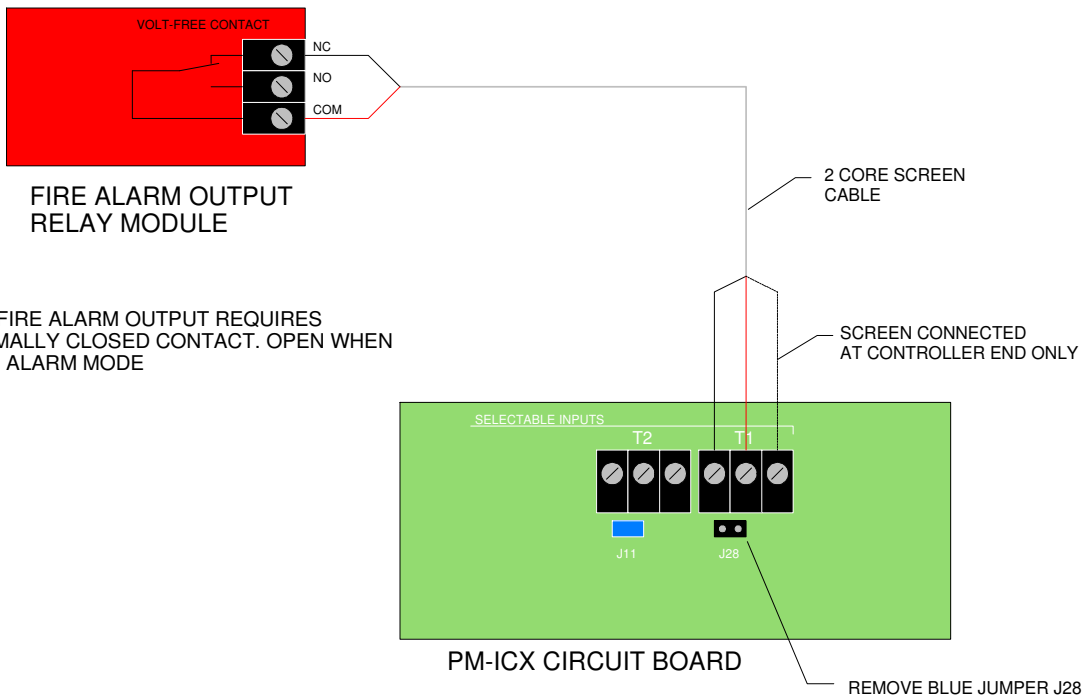 VOLT-FREE CONTACT
NC
NO
COM
FIRE ALARM OUTPUT
RELAY MODULE
2 CORE SCREEN
CABLE
FIRE ALARM OUTPUT REQUIRES
MALLY CLOSED CONTACT. OPEN WHEN
ALARM MODE
SCREEN CONNECTED
AT CONTROLLER END ONLY
SELECTABLE INPUTS
T2
T1
J11
J28
PM-ICX CIRCUIT BOARD
REMOVE BLUE JUMPER J28